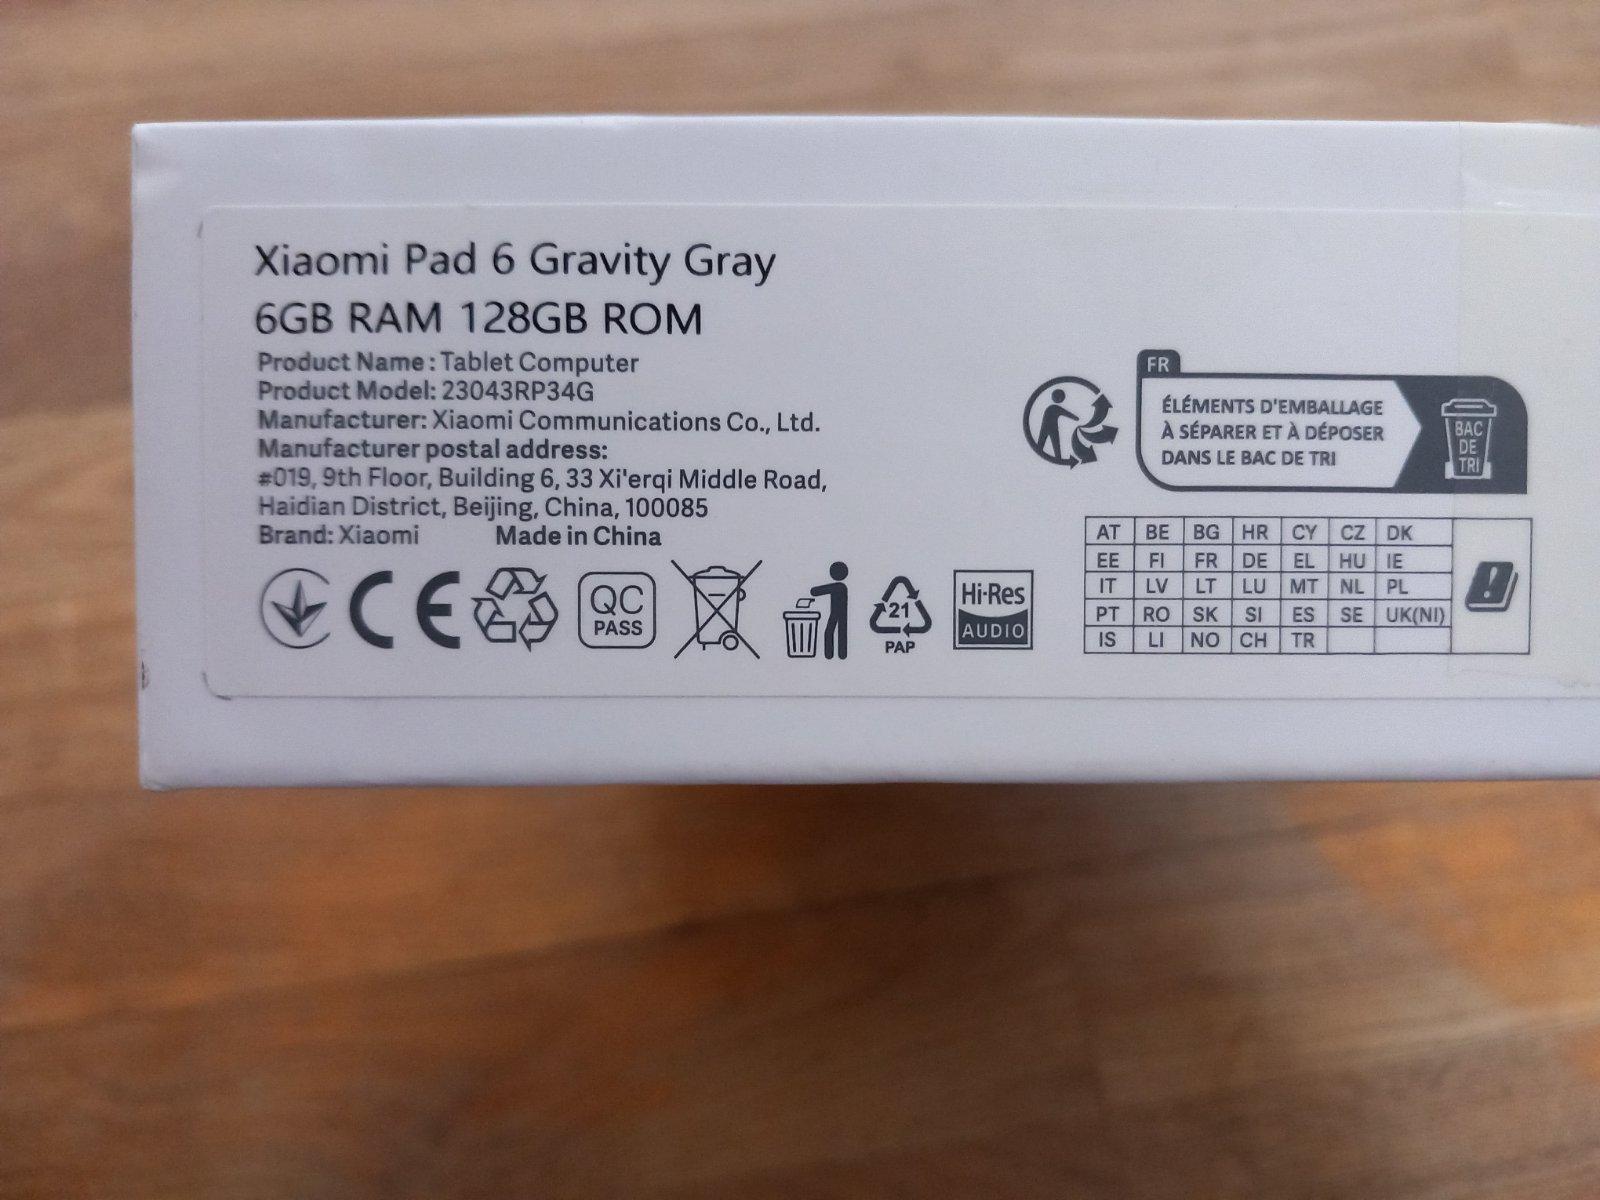 Xiaomi Pad 6 Gravity Gray
6GB RAM 128GB ROM
Product Name : Tablet Computer
Product Model: 23043RP34G
Manufacturer: Xiaomi Communications Co., Ltd.
Manufacturer postal address:
#019, 9th Floor, Building 6, 33 Xi'erqi Middle Road,
Haidian District, Beijing, China, 100085
Brand: Xiaomi Made in China
CE
QC
PASS
21
PAP
Hi-Res
AUDIO
FR
ÉLÉMENTS D'EMBALLAGE
À SÉPARER ET À DÉPOSER
DANS LE BAC DE TRI
BAC
DE
TRI
AT BE BG HR CY CZ DK
EE FI FR DE EL HU IE
IT LV LT LU MT NL PL
PT RO SK SI ES SE UK(NI)
IS LI NO CH TR